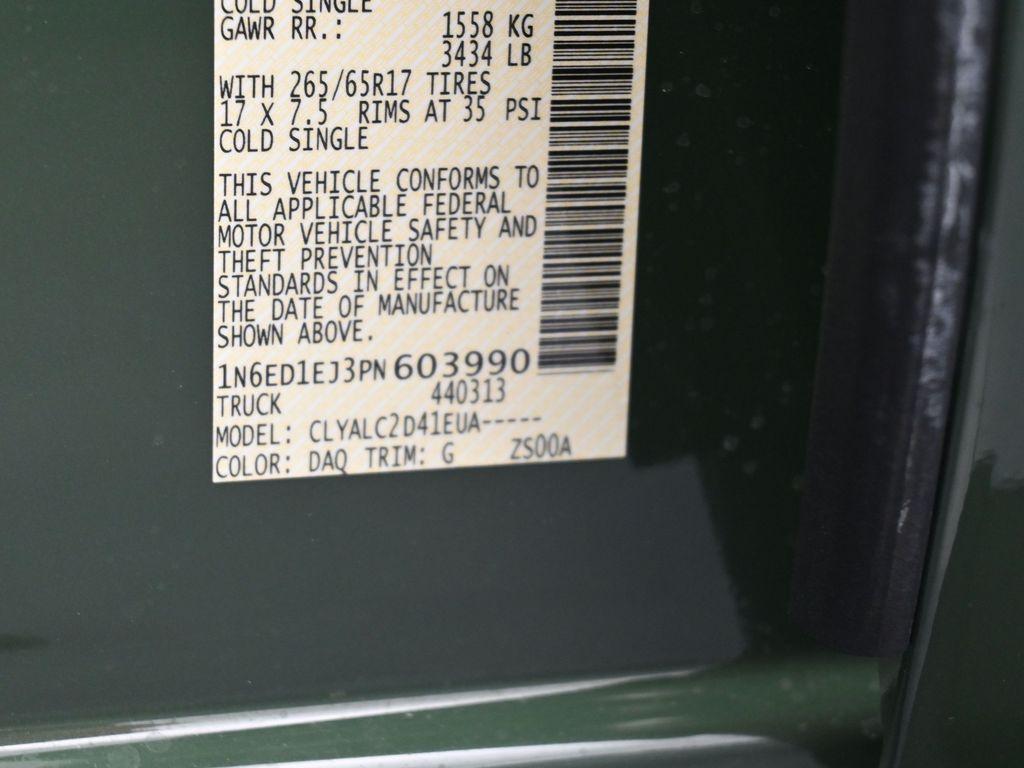 COLD SINGLE
GAWR RR.: 1558 KG
3434 LB
WITH 265/65R17 TIRES
17 X 7.5 RIMS AT 35 PSI
COLD SINGLE
THIS VEHICLE CONFORMS TO
ALL APPLICABLE FEDERAL
MOTOR VEHICLE SAFETY AND
THEFT PREVENTION
STANDARDS IN EFFECT ON
THE DATE OF MANUFACTURE
SHOWN ABOVE.
1N6ED1EJ3PN603990
TRUCK 440313
MODEL: CLYALC2D41EUA-----
COLOR: DAQ TRIM: G ZS00A